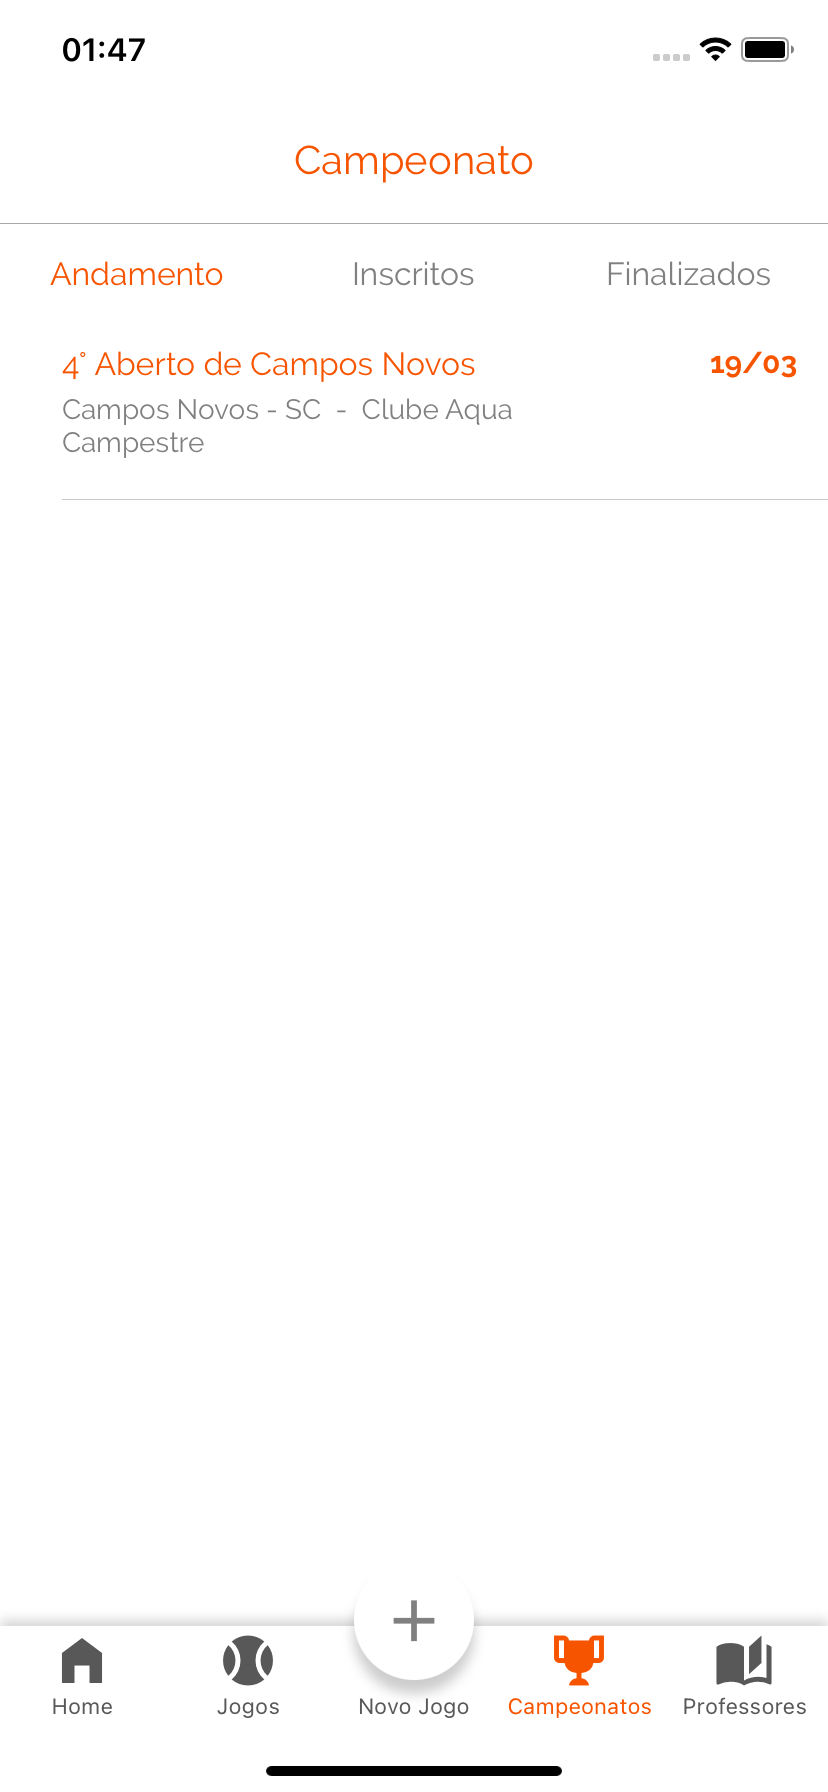 01:47
Campeonato
Andamento Inscritos Finalizados
4° Aberto de Campos Novos 19/03
Campos Novos - SC - Clube Aqua
Campestre
Home Jogos Novo Jogo Campeonatos Professores